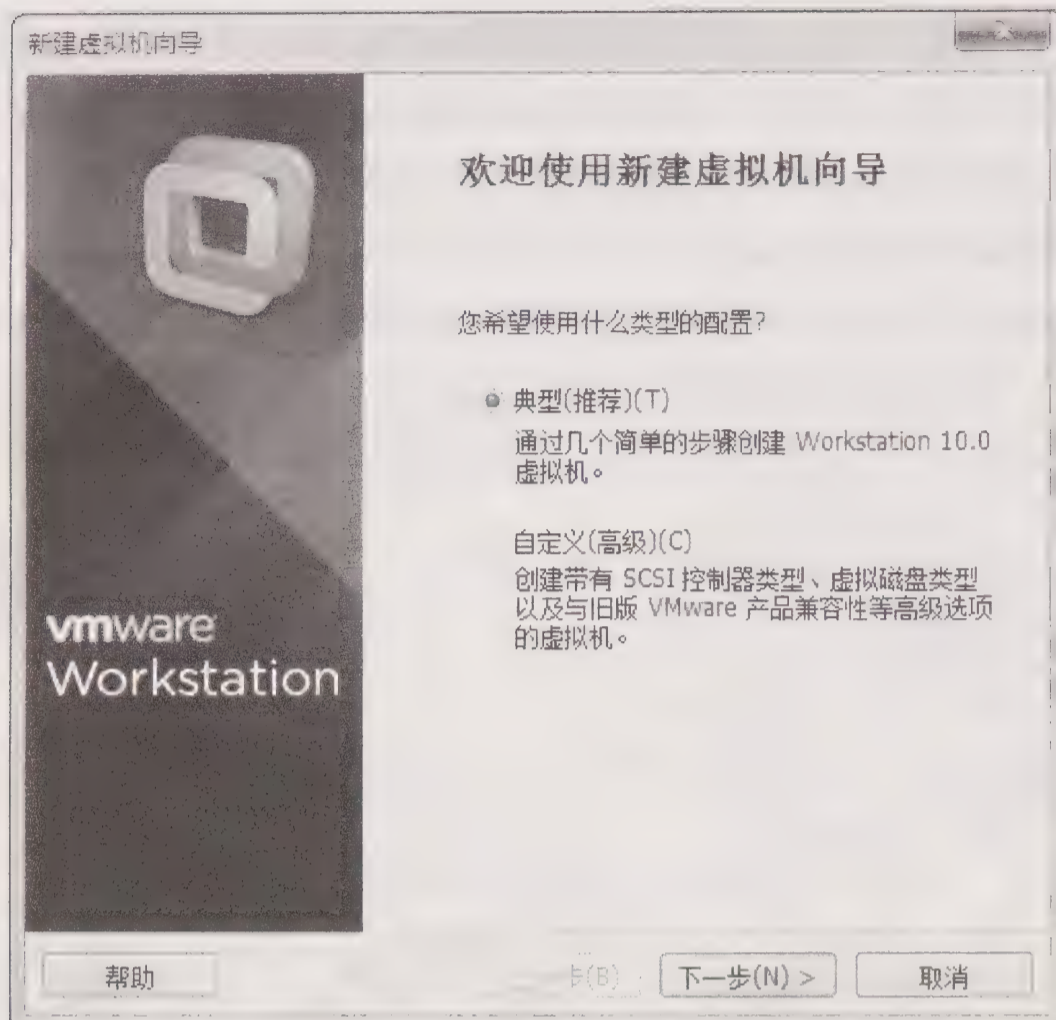 新建虚拟机向导
欢迎使用新建虚拟机向导
您希望使用什么类型的配置?
典型(推荐)(T)
通过几个简单的步骤创建 Workstation 10.0
虚拟机。
自定义(高级)(C)
创建带有 SCSI 控制器类型、虚拟磁盘类型
以及与旧版 VMware 产品兼容性等高级选项
的虚拟机。
vmware
Workstation
帮助
步(B)
下一步(N) >
取消